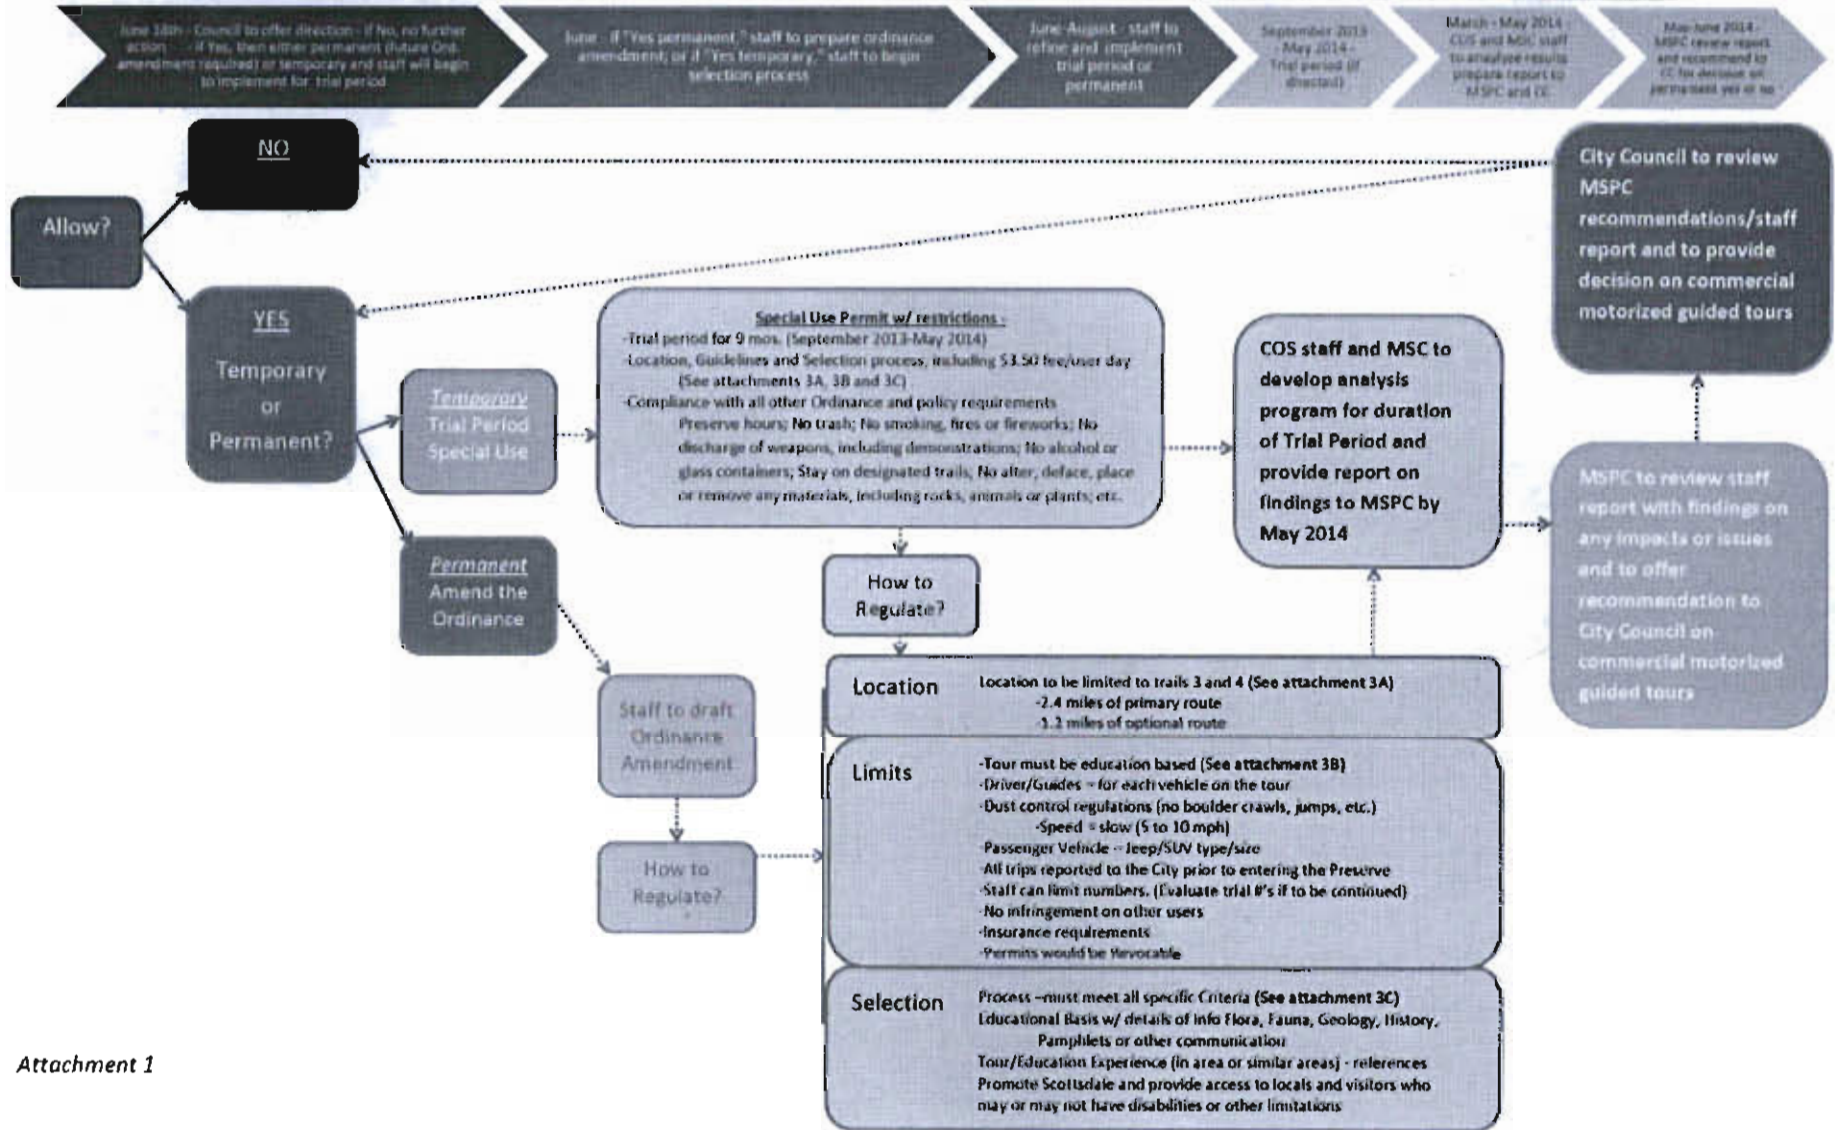 June 18th - Council to offer direction - if No, no further
action - if Yes, then either permanent (future Ord.
amendment required) or temporary and staff will begin
to implement for trial period
June - if "Yes permanent," staff to prepare ordinance
amendment; or if "Yes temporary," staff to begin
selection process
June-August - staff to
refine and implement
trial period or
permanent
September 2013
- May 2014 -
Trial period (if
directed)
March - May 2014 -
COS and MSC staff
to analyze results
prepare report to
MSPC and CC
May-June 2014 -
MSPC review report
and recommend to
CC for decision on
permanent yes or no
NO
Allow?
YES
Temporary
or
Permanent?
Temporary
Trial Period
Special Use
Permanent
Amend the
Ordinance
Special Use Permit w/ restrictions -
-Trial period for 9 mos. (September 2013-May 2014)
-Location, Guidelines and Selection process, including $3.50 fee/user day
(See attachments 3A, 3B and 3C)
-Compliance with all other Ordinance and policy requirements
Preserve hours; No trash; No smoking, fires or fireworks; No
discharge of weapons, including demonstrations; No alcohol or
glass containers; Stay on designated trails, No alter, deface, place
or remove any materials, including rocks, animals or plants; etc.
COS staff and MSC to
develop analysis
program for duration
of Trial Period and
provide report on
findings to MSPC by
May 2014
City Council to review
MSPC
recommendations/staff
report and to provide
decision on commercial
motorized guided tours
MSPC to review staff
report with findings on
any impacts or issues
and to offer
recommendation to
City Council on
commercial motorized
guided tours
How to
Regulate?
Staff to draft
Ordinance
Amendment
How to
Regulate?
Location
Location to be limited to trails 3 and 4 (See attachment 3A)
-2.4 miles of primary route
-1.2 miles of optional route
Limits
-Tour must be education based (See attachment 3B)
-Driver/Guides – for each vehicle on the tour
-Dust control regulations (no boulder crawls, jumps, etc.)
-Speed = slow (5 to 10 mph)
-Passenger Vehicle – Jeep/SUV type/size
-All trips reported to the City prior to entering the Preserve
-Staff can limit numbers. (Evaluate trial #'s if to be continued)
-No infringement on other users
-Insurance requirements
-Permits would be Revocable
Selection
Process –must meet all specific Criteria (See attachment 3C)
Educational Basis w/ details of info Flora, Fauna, Geology, History,
Pamphlets or other communication
Tour/Education Experience (in area or similar areas) - references
Promote Scottsdale and provide access to locals and visitors who
may or may not have disabilities or other limitations
Attachment 1